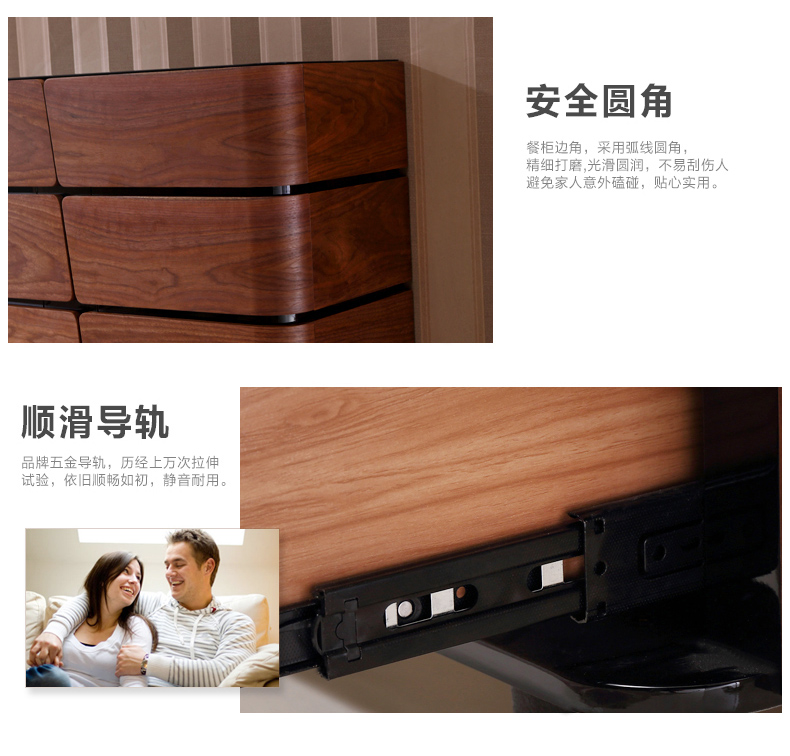 安全圆角
餐柜边角，采用弧线圆角，
精细打磨,光滑圆润，不易刮伤人
避免家人意外磕碰，贴心实用。
顺滑导轨
品牌五金导轨，历经上万次拉伸
试验，依旧顺畅如初，静音耐用。